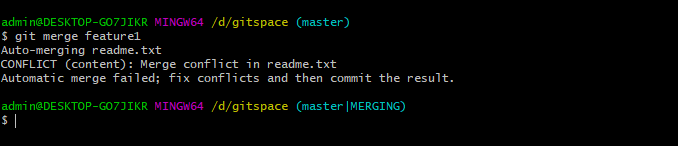 admin@DESKTOP-GO7JIKR MINGW64 /d/gitspace (master)
$ git merge feature1
Auto-merging readme.txt
CONFLICT (content): Merge conflict in readme.txt
Automatic merge failed; fix conflicts and then commit the result.
admin@DESKTOP-GO7JIKR MINGW64 /d/gitspace (master|MERGING)
$